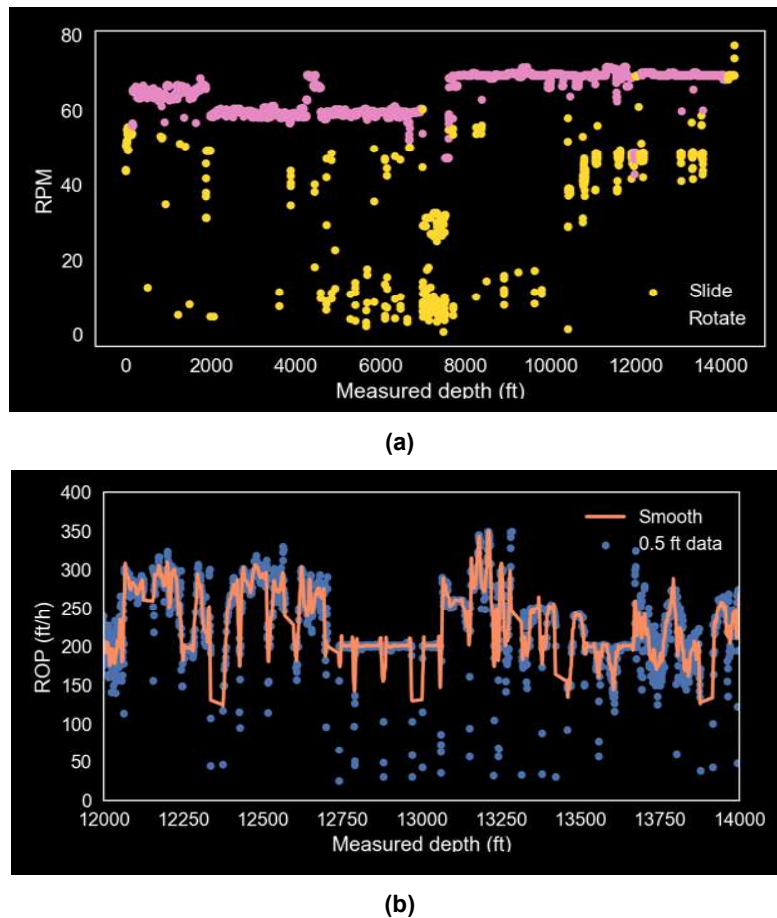 80
60
40
20
0
RPM
Slide
Rotate
0 2000 4000 6000 8000 10000 12000 14000
Measured depth (ft)
(a)
400
350
300
250
200
150
100
50
0
ROP (ft/h)
Smooth
0.5 ft data
12000 12250 12500 12750 13000 13250 13500 13750 14000
Measured depth (ft)
(b)